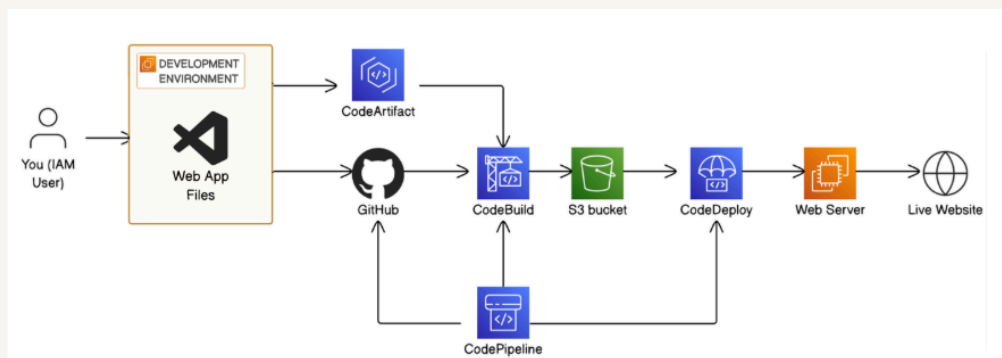 DEVELOPMENT
ENVIRONMENT
Web App
Files
You (IAM
User)
CodeArtifact
GitHub
CodeBuild
S3 bucket
CodeDeploy
Web Server
Live Website
CodePipeline